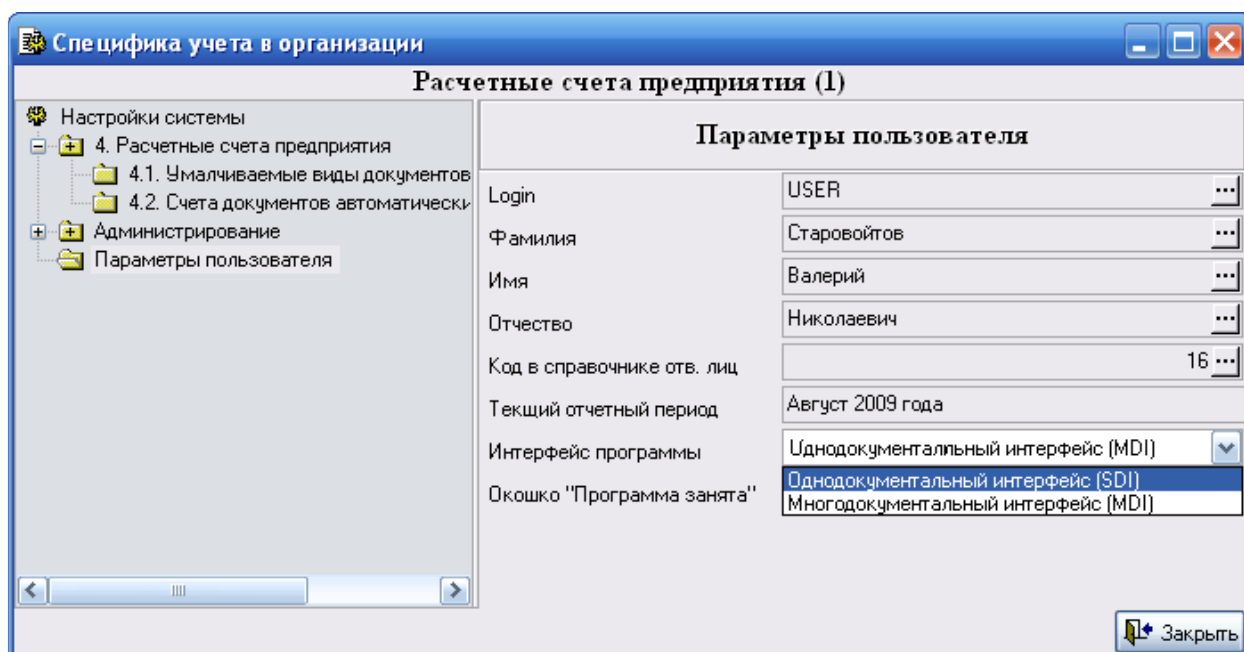 Специфика учета в организации
Расчетные счета предприятия (1)
Настройки системы
4. Расчетные счета предприятия
4.1. Умалчиваемые виды документов
4.2. Счета документов автоматически
Администрирование
Параметры пользователя
Параметры пользователя
Login USER
Фамилия Старовойтов
Имя Валерий
Отчество Николаевич
Код в справочнике отв. лиц 16
Текщий отчетный период Август 2009 года
Интерфейс программы интерфейс (MDI)
Однодокументальный интерфейс (SDI)
Окошко "Программа занята"
Многодокументальный интерфейс (MDI)
Закрыть